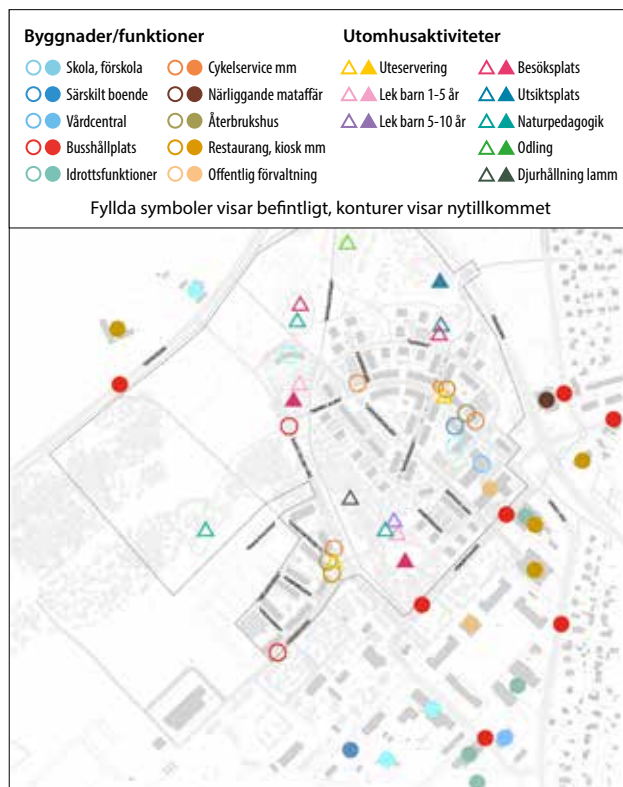 Byggnader/funktioner
Skola, förskola
Särskilt boende
Vårdcentral
Busshållplats
Idrottsfunktioner
Cykelservice mm
Närliggande mataffär
Återbrukshus
Restaurang, kiosk mm
Offentlig förvaltning
Utomhusaktiviteter
Uteservering
Lek barn 1-5 år
Lek barn 5-10 år
Besöksplats
Utsiktsplats
Naturpedagogik
Odling
Djurhållning lamm
Fyllda symboler visar befintligt, konturer visar nytillkommet